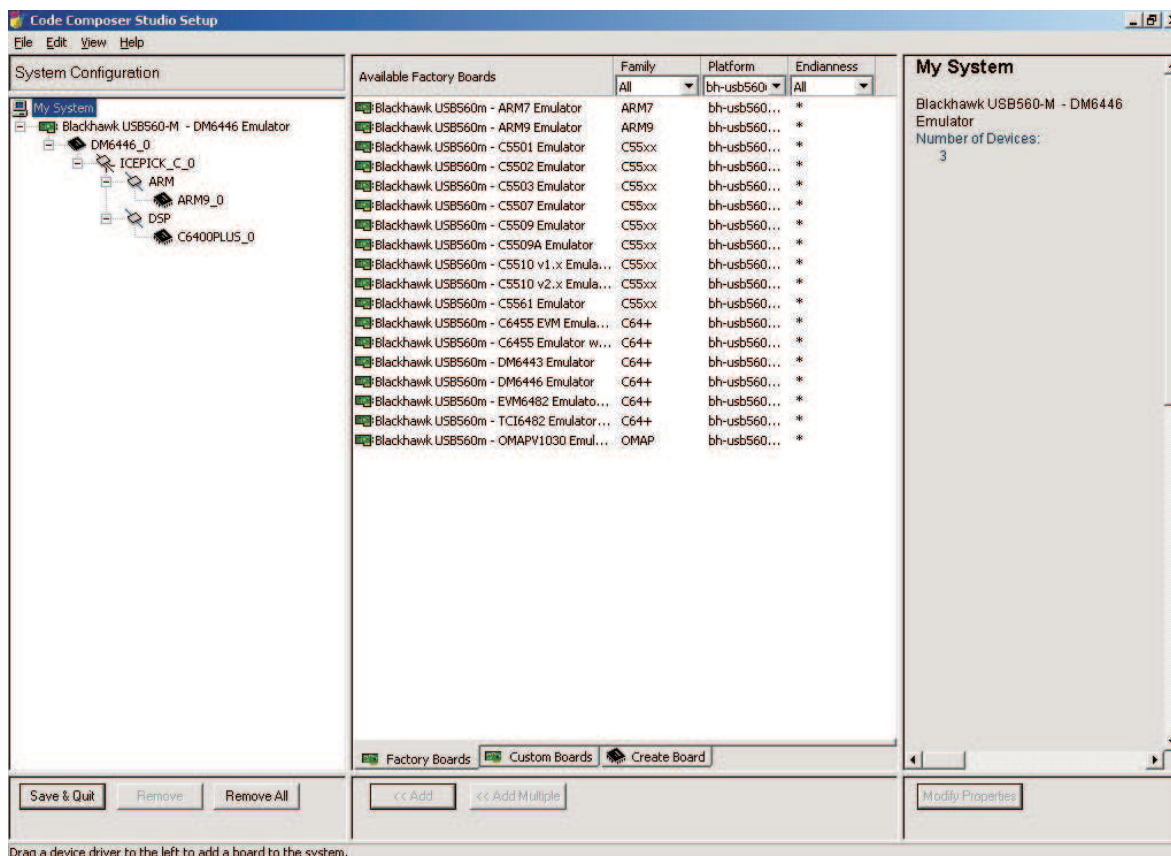 Code Composer Studio Setup
File Edit View Help
System Configuration
My System
Blackhawk USB560-M - DM6446 Emulator
DM6446_0
ICEPICK_C_0
ARM
ARM9_0
DSP
C6400PLUS_0
Available Factory Boards Family Platform Endianness
All bh-usb560 All
Blackhawk USB560m - ARM7 Emulator ARM7 bh-usb560... *
Blackhawk USB560m - ARM9 Emulator ARM9 bh-usb560... *
Blackhawk USB560m - C5501 Emulator C55xx bh-usb560... *
Blackhawk USB560m - C5502 Emulator C55xx bh-usb560... *
Blackhawk USB560m - C5503 Emulator C55xx bh-usb560... *
Blackhawk USB560m - C5507 Emulator C55xx bh-usb560... *
Blackhawk USB560m - C5509 Emulator C55xx bh-usb560... *
Blackhawk USB560m - C5509A Emulator C55xx bh-usb560... *
Blackhawk USB560m - C5510 v1.x Emula... C55xx bh-usb560... *
Blackhawk USB560m - C5510 v2.x Emula... C55xx bh-usb560... *
Blackhawk USB560m - C5561 Emulator C55xx bh-usb560... *
Blackhawk USB560m - C6455 EVM Emula... C64+ bh-usb560... *
Blackhawk USB560m - C6455 Emulator w... C64+ bh-usb560... *
Blackhawk USB560m - DM6443 Emulator C64+ bh-usb560... *
Blackhawk USB560m - DM6446 Emulator C64+ bh-usb560... *
Blackhawk USB560m - EVM6482 Emulato... C64+ bh-usb560... *
Blackhawk USB560m - TCI6482 Emulator... C64+ bh-usb560... *
Blackhawk USB560m - OMAPV1030 Emul... OMAP bh-usb560... *
Factory Boards Custom Boards Create Board
My System
Blackhawk USB560-M - DM6446
Emulator
Number of Devices:
3
Save & Quit Remove Remove All
<< Add << Add Multiple
Modify Properties
Drag a device driver to the left to add a board to the system.